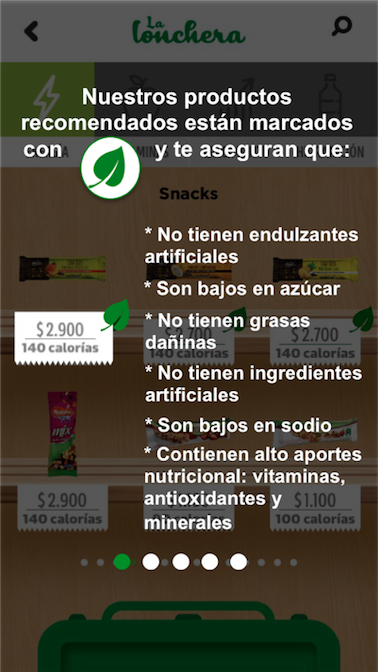 La
lonchera
Nuestros productos
recomendados están marcados
con y te aseguran que:
Snacks
* No tienen endulzantes
artificiales
* Son bajos en azúcar
* No tienen grasas
dañinas
* No tienen ingredientes
artificiales
* Son bajos en sodio
* Contienen alto aportes
nutricional: vitaminas,
antioxidantes y
minerales
$2.900
140 calorías
$2.700
140 calorías
mix
$2.900
140 calorías
$1.100
100 calorías